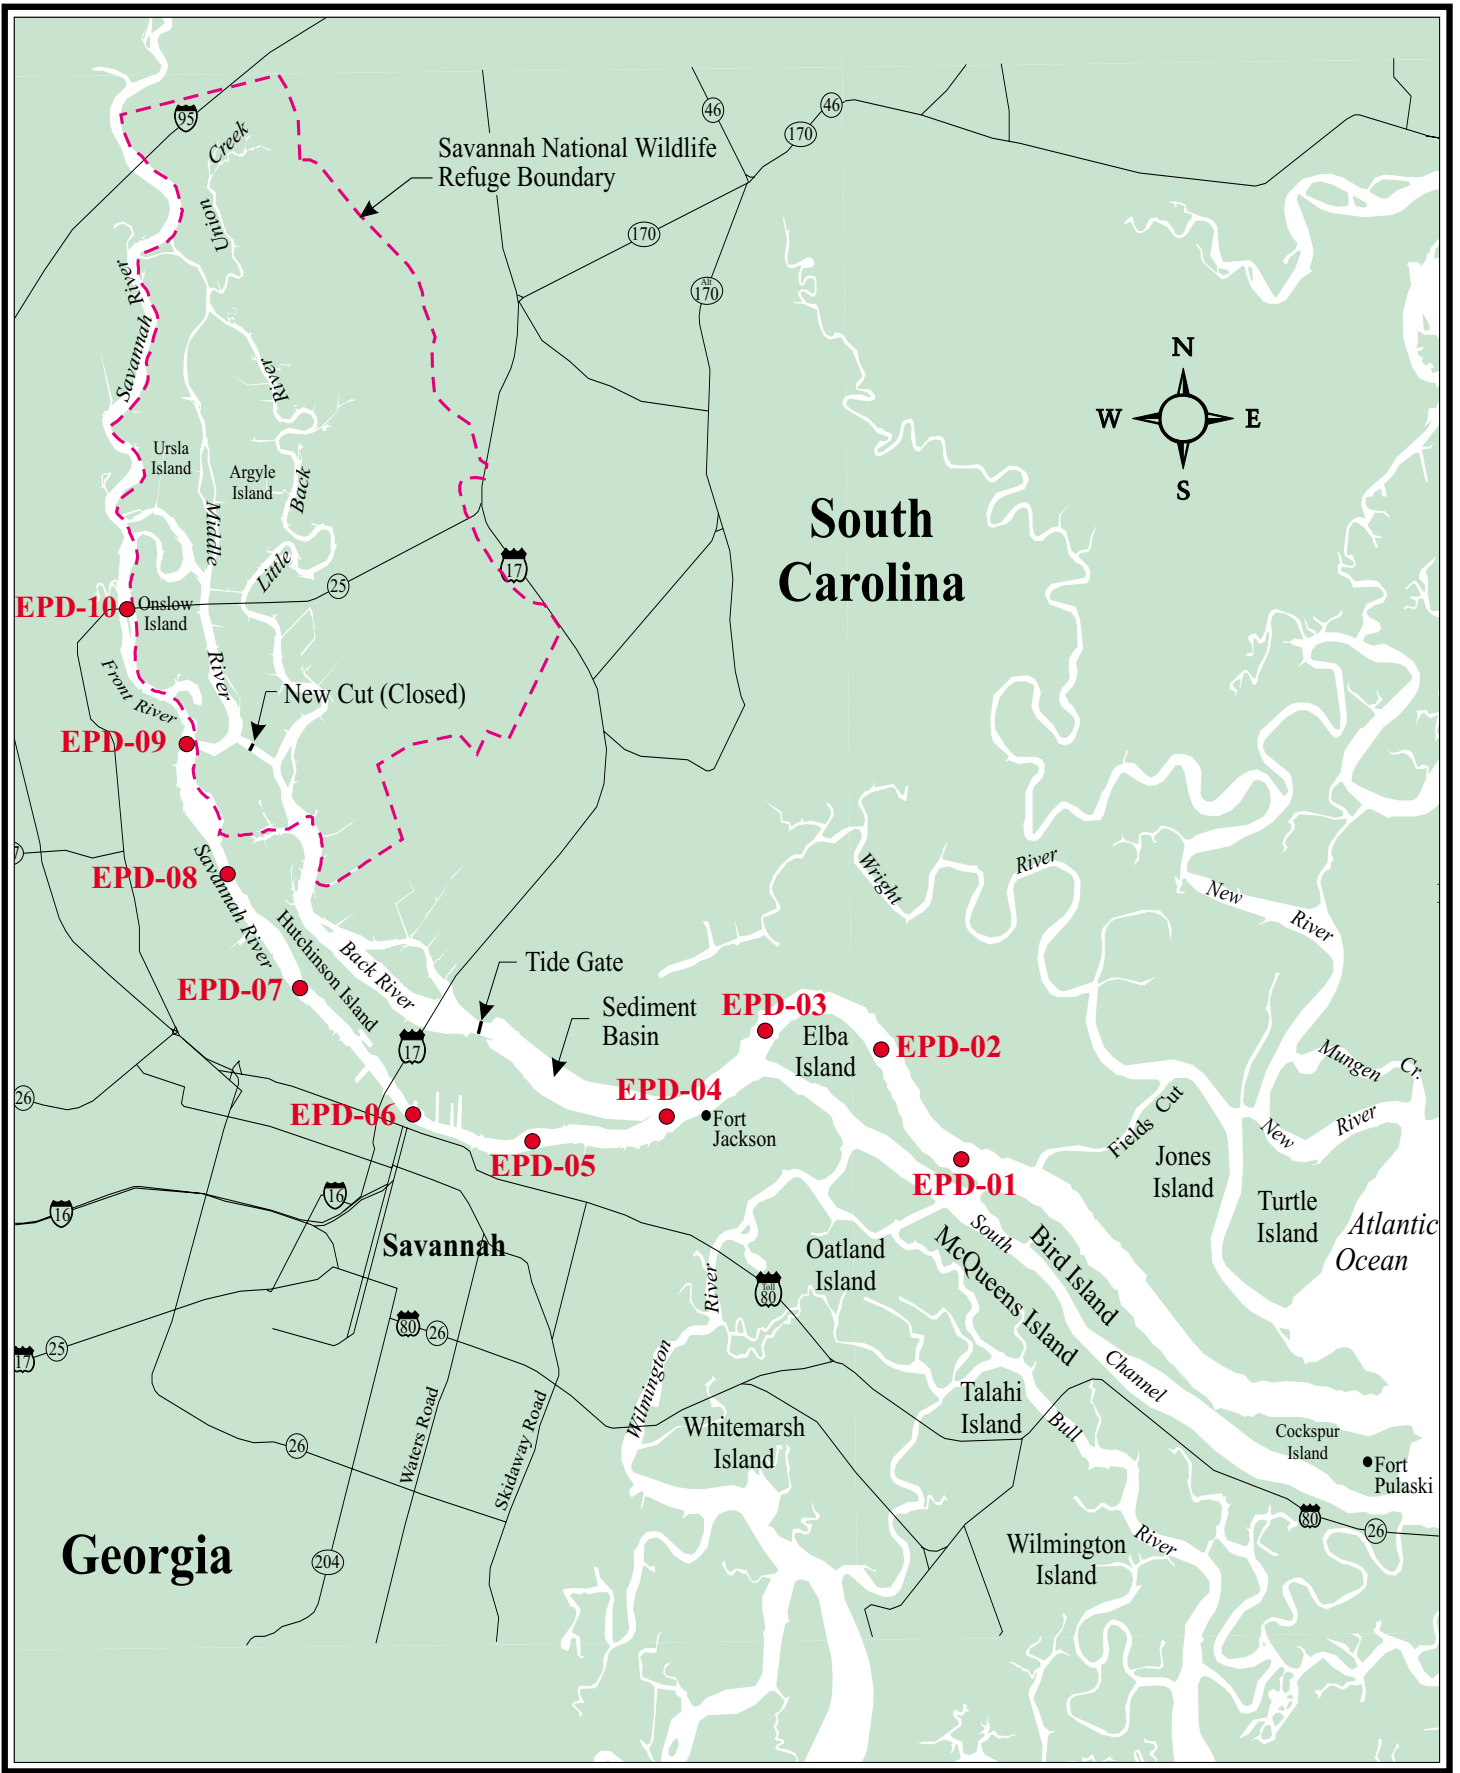 95
Creek
Union
46
46
170
Savannah National Wildlife
Refuge Boundary
170
Alt
170
River
Savannah
River
N
W
E
S
Ursla
Island
Argyle
Island
Back
Middle
Little
South
Carolina
17
25
EPD-10
Onslow
Island
River
Front River
New Cut (Closed)
EPD-09
EPD-08
Savannah River
Hutchinson Island
Back River
Wright
River
New
River
Tide Gate
EPD-07
Sediment
Basin
EPD-03
Elba
Island
EPD-02
17
Mungen
Cr.
26
EPD-04
EPD-06
Fort
Jackson
EPD-05
Fields Cut
New
River
Jones
Island
EPD-01
16
16
Turtle
Island
Atlantic
Ocean
Savannah
South
Bird Island
Oatland
Island
McQueens Island
River
Toll
80
80
26
17
25
Channel
Wilmington
Talahi
Island
Bull
Whitemarsh
Island
Waters Road
Skidaway Road
26
Cockspur
Island
Fort
Pulaski
80
26
Wilmington
Island
River
Georgia
204